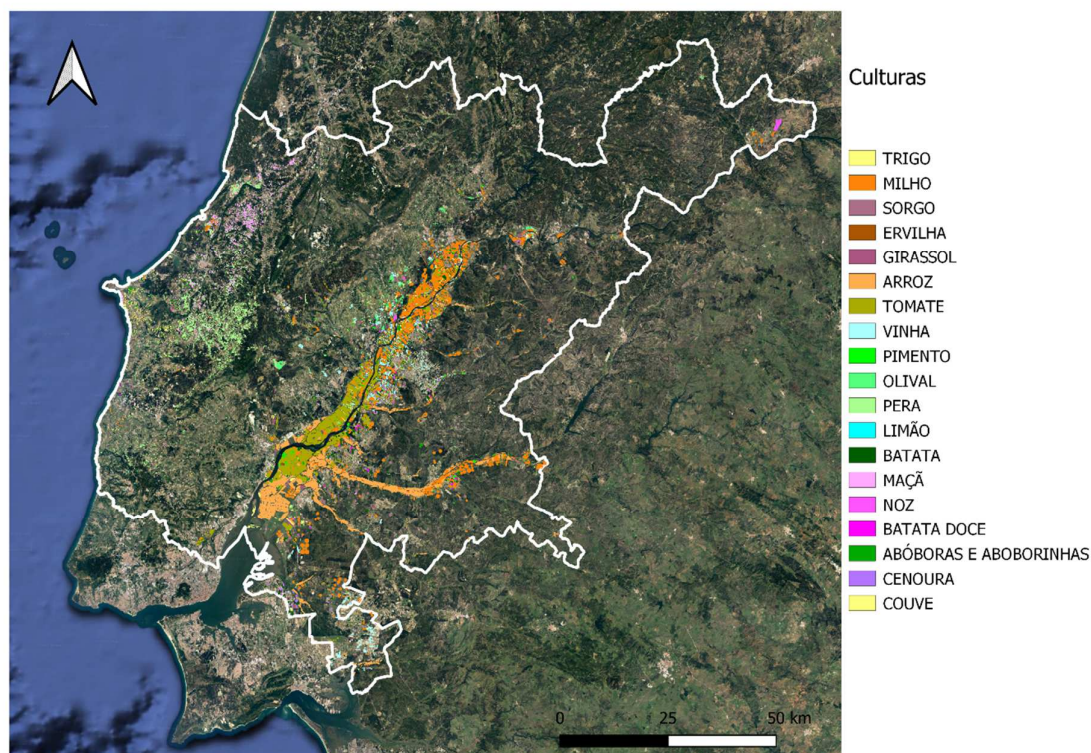 Culturas
TRIGO
MILHO
SORGO
ERVILHA
GIRASSOL
ARROZ
TOMATE
VINHA
PIMENTO
OLIVAL
PERA
LIMÃO
BATATA
MAÇÃ
NOZ
BATATA DOCE
ABÓBORAS E ABOBORINHAS
CENOURA
COUVE
0 25 50 km